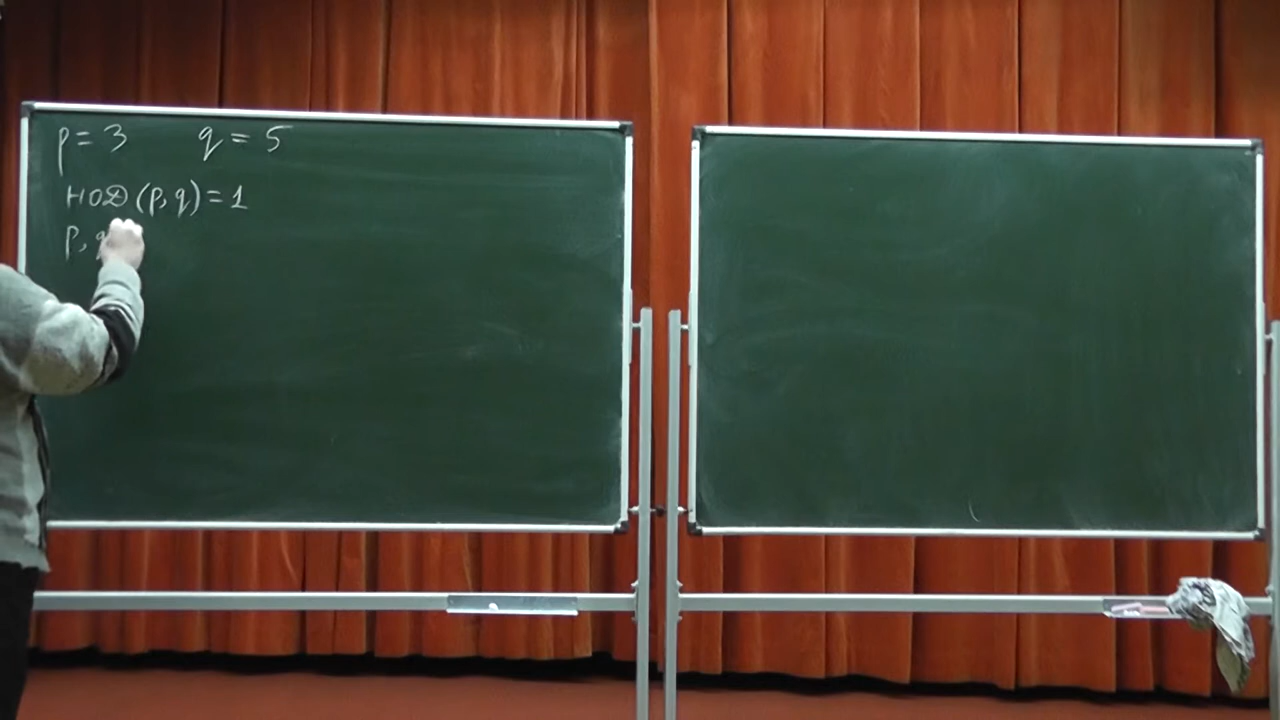 p = 3 q = 5
НОД (p, q) = 1
p, q